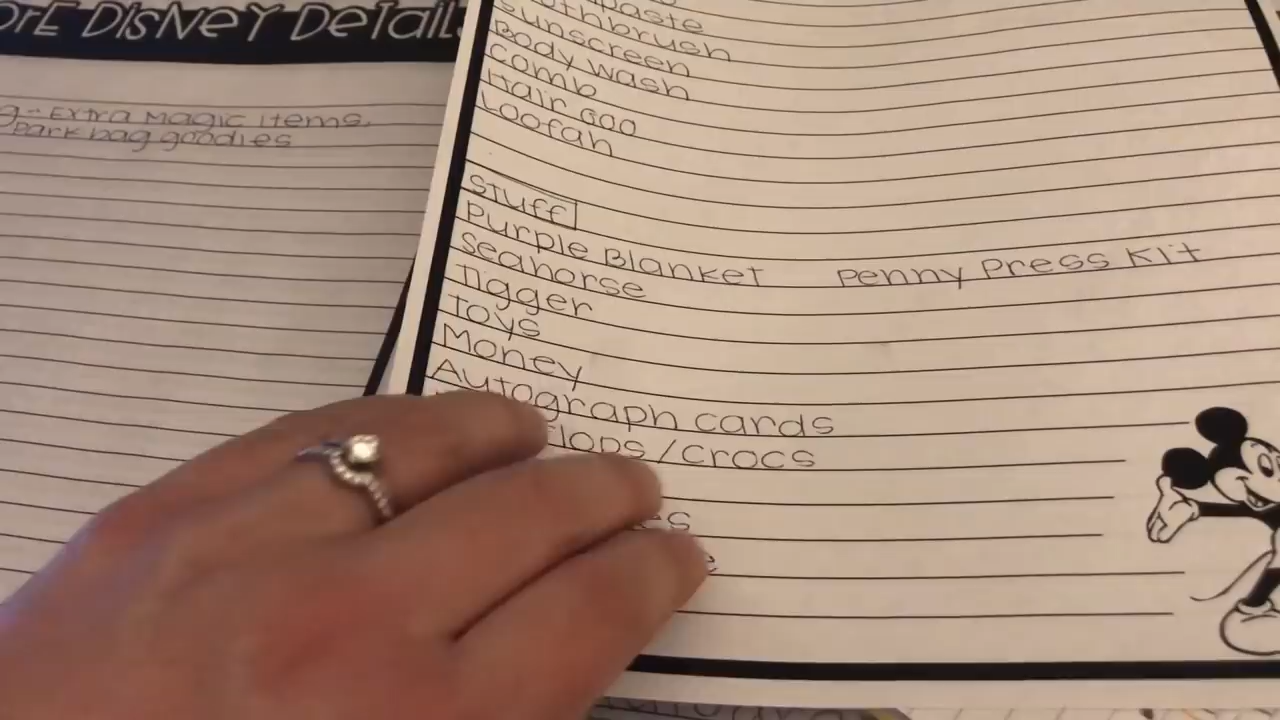 DISNEY DETAILS
Extra Magic items
Park bag goodies
Sunscreen
Body wash
Comb
Hair Goo
Loofah
STUFF
Purple Blanket Penny Press Kit
Seahorse
Tigger
Toys
Money
Autograph cards
/crocs